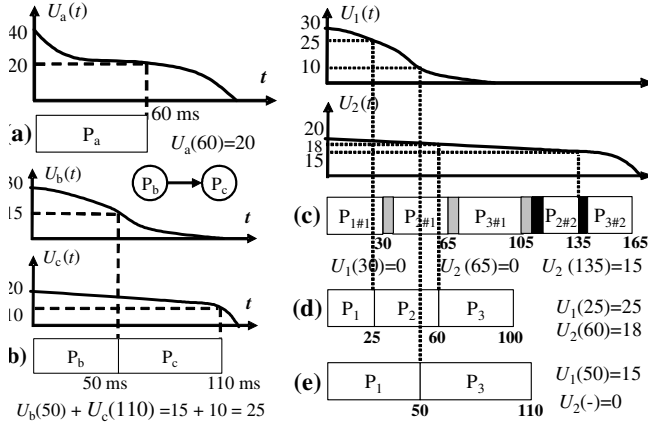 40
U_a(t)
20
t
60 ms
(a)
P_a
U_a(60)=20
U_b(t)
30
15
P_b
P_c
U_c(t)
20
10
t
b)
P_b
P_c
50 ms
110 ms
U_b(50) + U_c(110) =15 + 10 = 25
U_1(t)
30
25
10
U_2(t)
20
18
15
(c)
P_1#1
P_2#1
P_3#1
P_2#2
P_3#2
30
65
105
135
165
U_1(30)=0
U_2 (65)=0
U_2 (135)=15
(d)
P_1
P_2
P_3
25
60
100
U_1(25)=25
U_2(60)=18
(e)
P_1
P_3
50
110
U_1(50)=15
U_2(-)=0